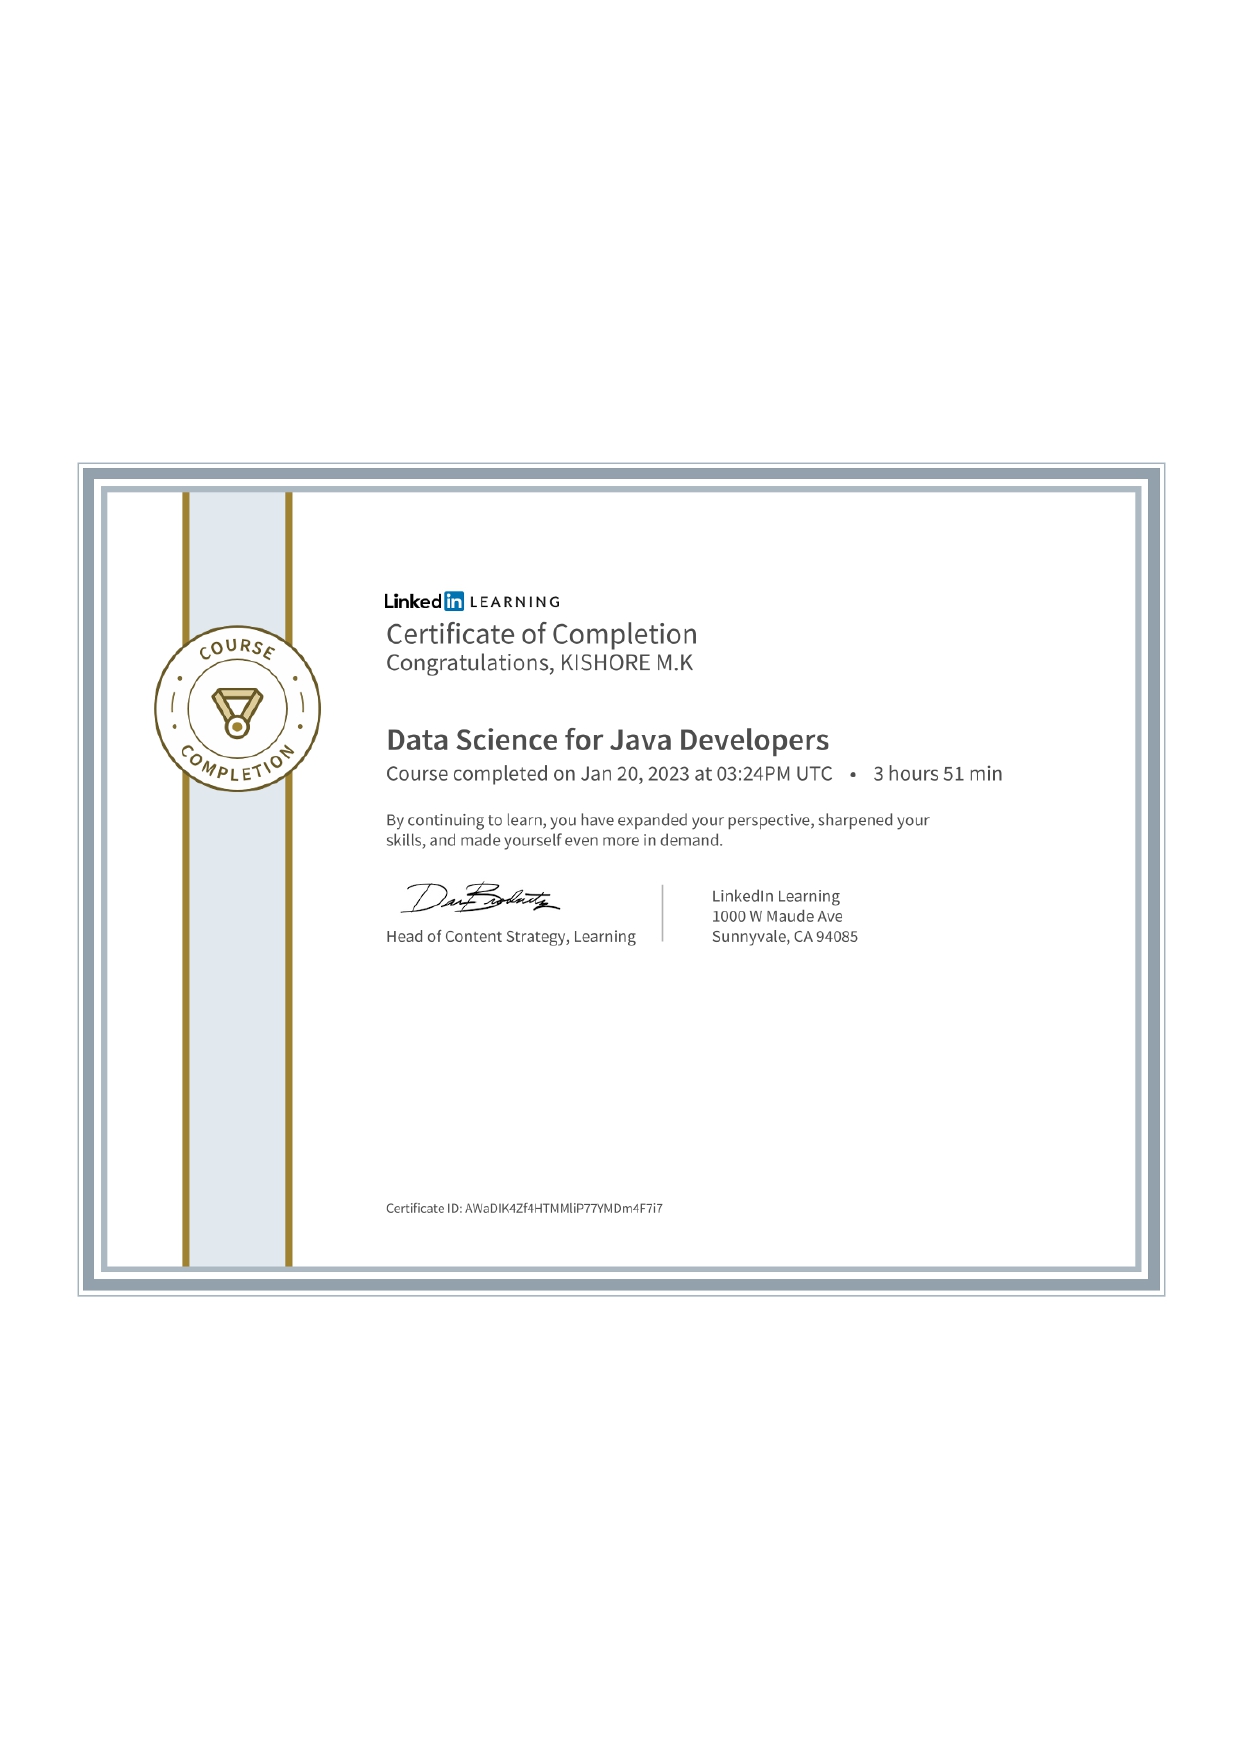 LinkedIn LEARNING
Certificate of Completion
Congratulations, KISHORE M.K
COURSE
COMPLETION
Data Science for Java Developers
Course completed on Jan 20, 2023 at 03:24PM UTC • 3 hours 51 min
By continuing to learn, you have expanded your perspective, sharpened your
skills, and made yourself even more in demand.
Head of Content Strategy, Learning
LinkedIn Learning
1000 W Maude Ave
Sunnyvale, CA 94085
Certificate ID: AWaDIK4Zf4HTMMliP77YMDm4F7i7